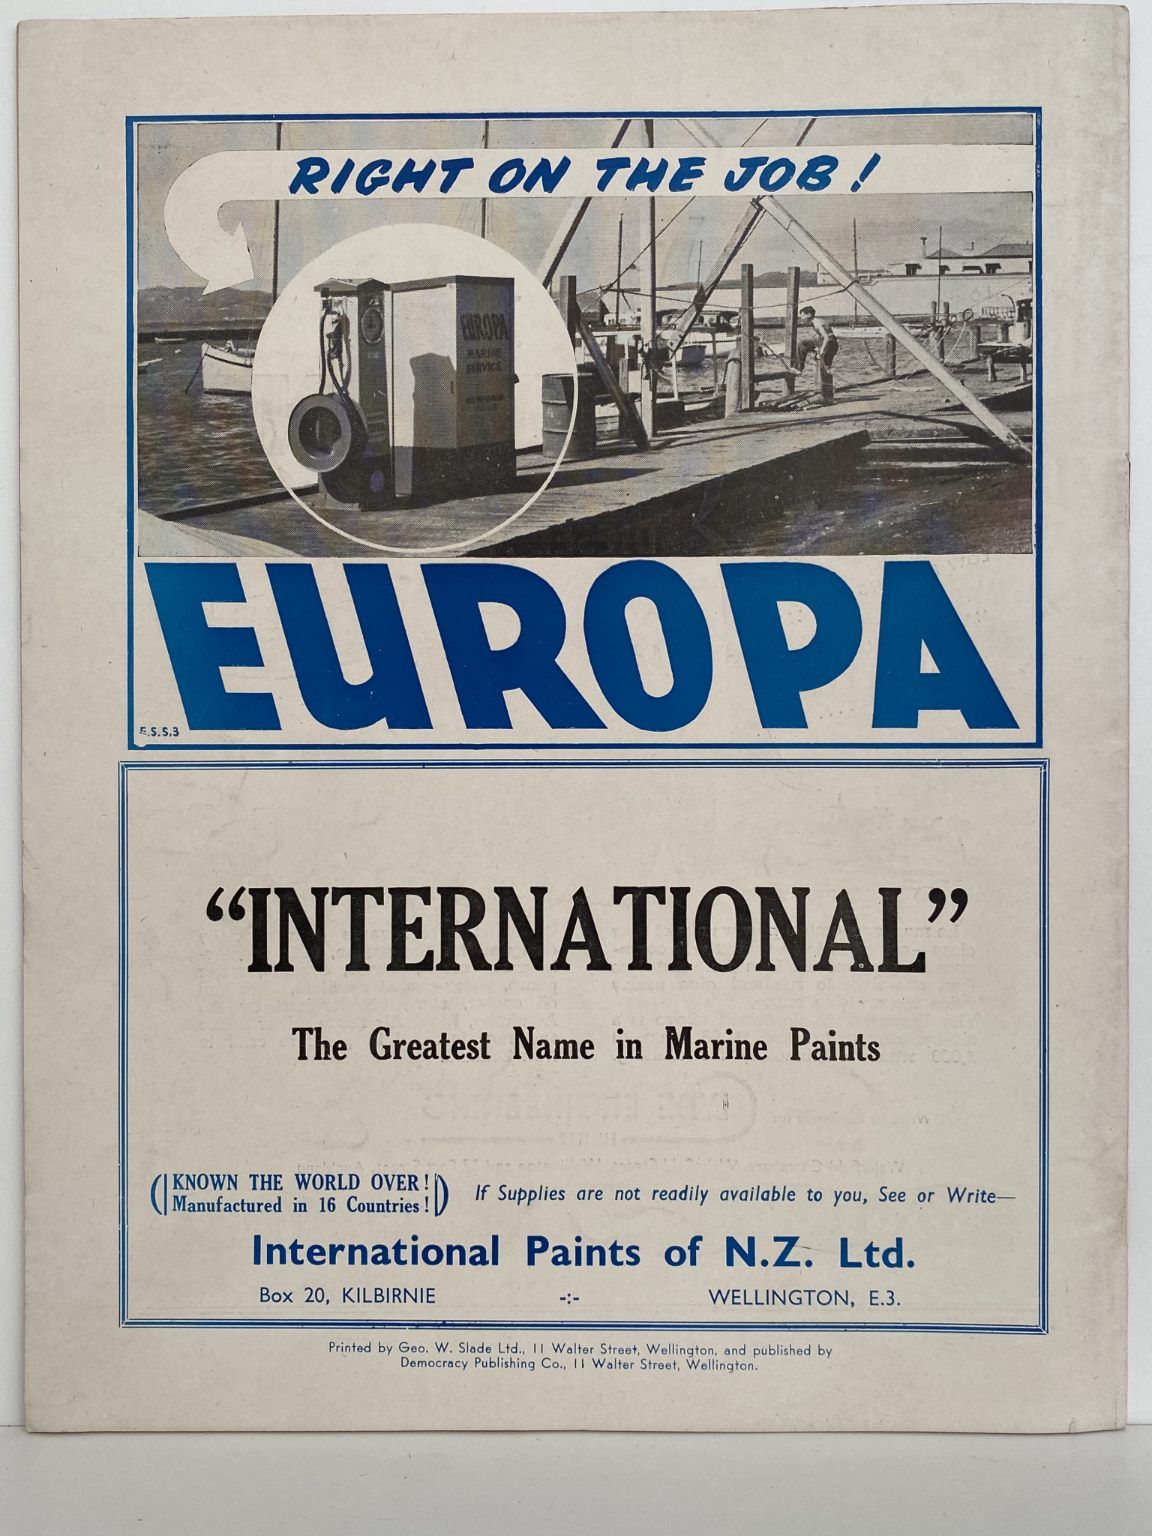 RIGHT ON THE JOB!
EUROPA
MARINE
SERVICE
EUROPA
E.S.S.3
“INTERNATIONAL”
The Greatest Name in Marine Paints
KNOWN THE WORLD OVER!
Manufactured in 16 Countries!
If Supplies are not readily available to you, See or Write—
International Paints of N.Z. Ltd.
Box 20, KILBIRNIE -:- WELLINGTON, E.3.
Printed by Geo. W. Slade Ltd., 11 Walter Street, Wellington, and published by
Democracy Publishing Co., 11 Walter Street, Wellington.